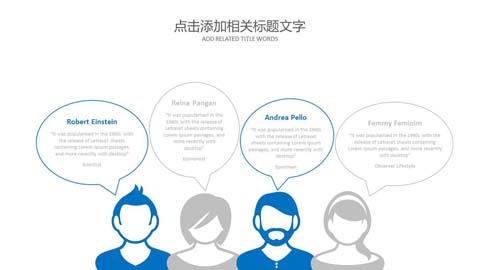 点击添加相关标题文字
ADD RELATED TITLE WORDS
Robert Einstein
"It was popularised in the 1960s with
the release of Letraset sheets
containing Lorem Ipsum passages,
and more recently with desktop"
Scientist
Reina Pangan
"It was popularised in the
1960s with the release of
Letraset sheets containing
Lorem Ipsum passages, and
more recently with
desktop"
Economist
Andrea Pello
"It was popularised in the
1960s with the release of
Letraset sheets containing
Lorem Ipsum passages, and
more recently with
desktop"
Sportman
Femmy Feminim
"It was popularised in the 1960s with the
release of Letraset sheets containing
Lorem Ipsum passages, and more
recently with desktop"
Observer Lifestyle